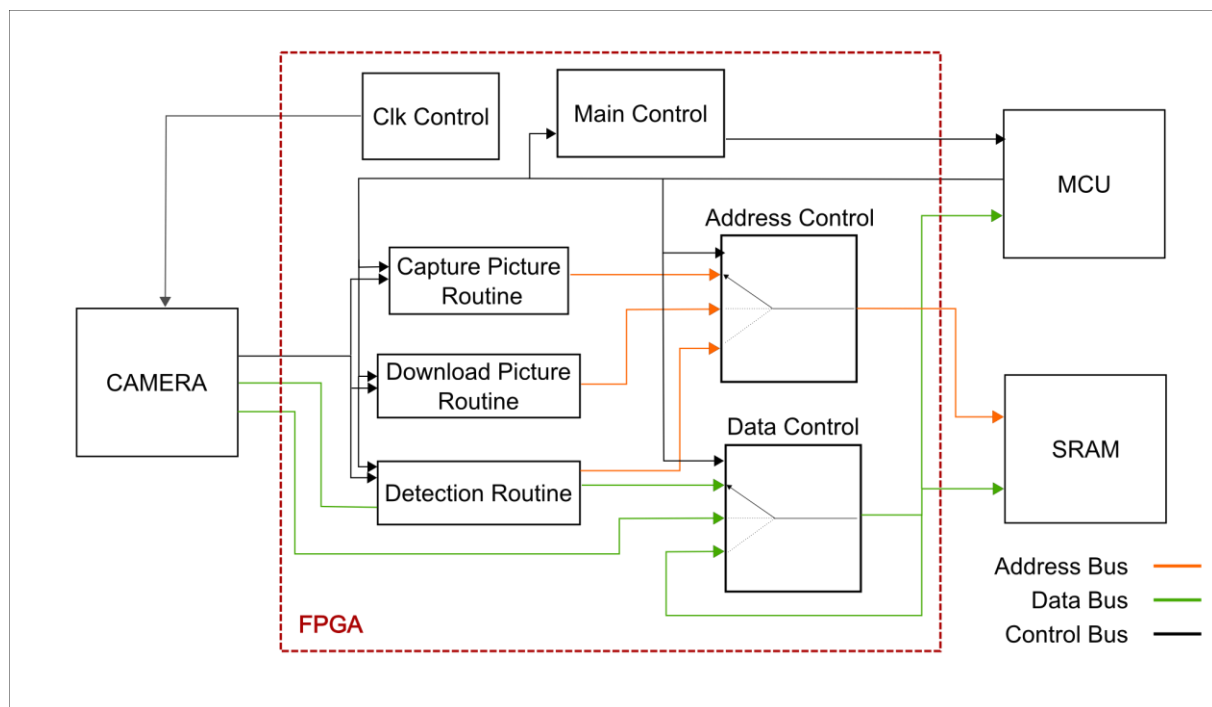 Clk Control
Main Control
MCU
Address Control
Capture Picture
Routine
CAMERA
Download Picture
Routine
Data Control
Detection Routine
SRAM
Address Bus
Data Bus
Control Bus
FPGA